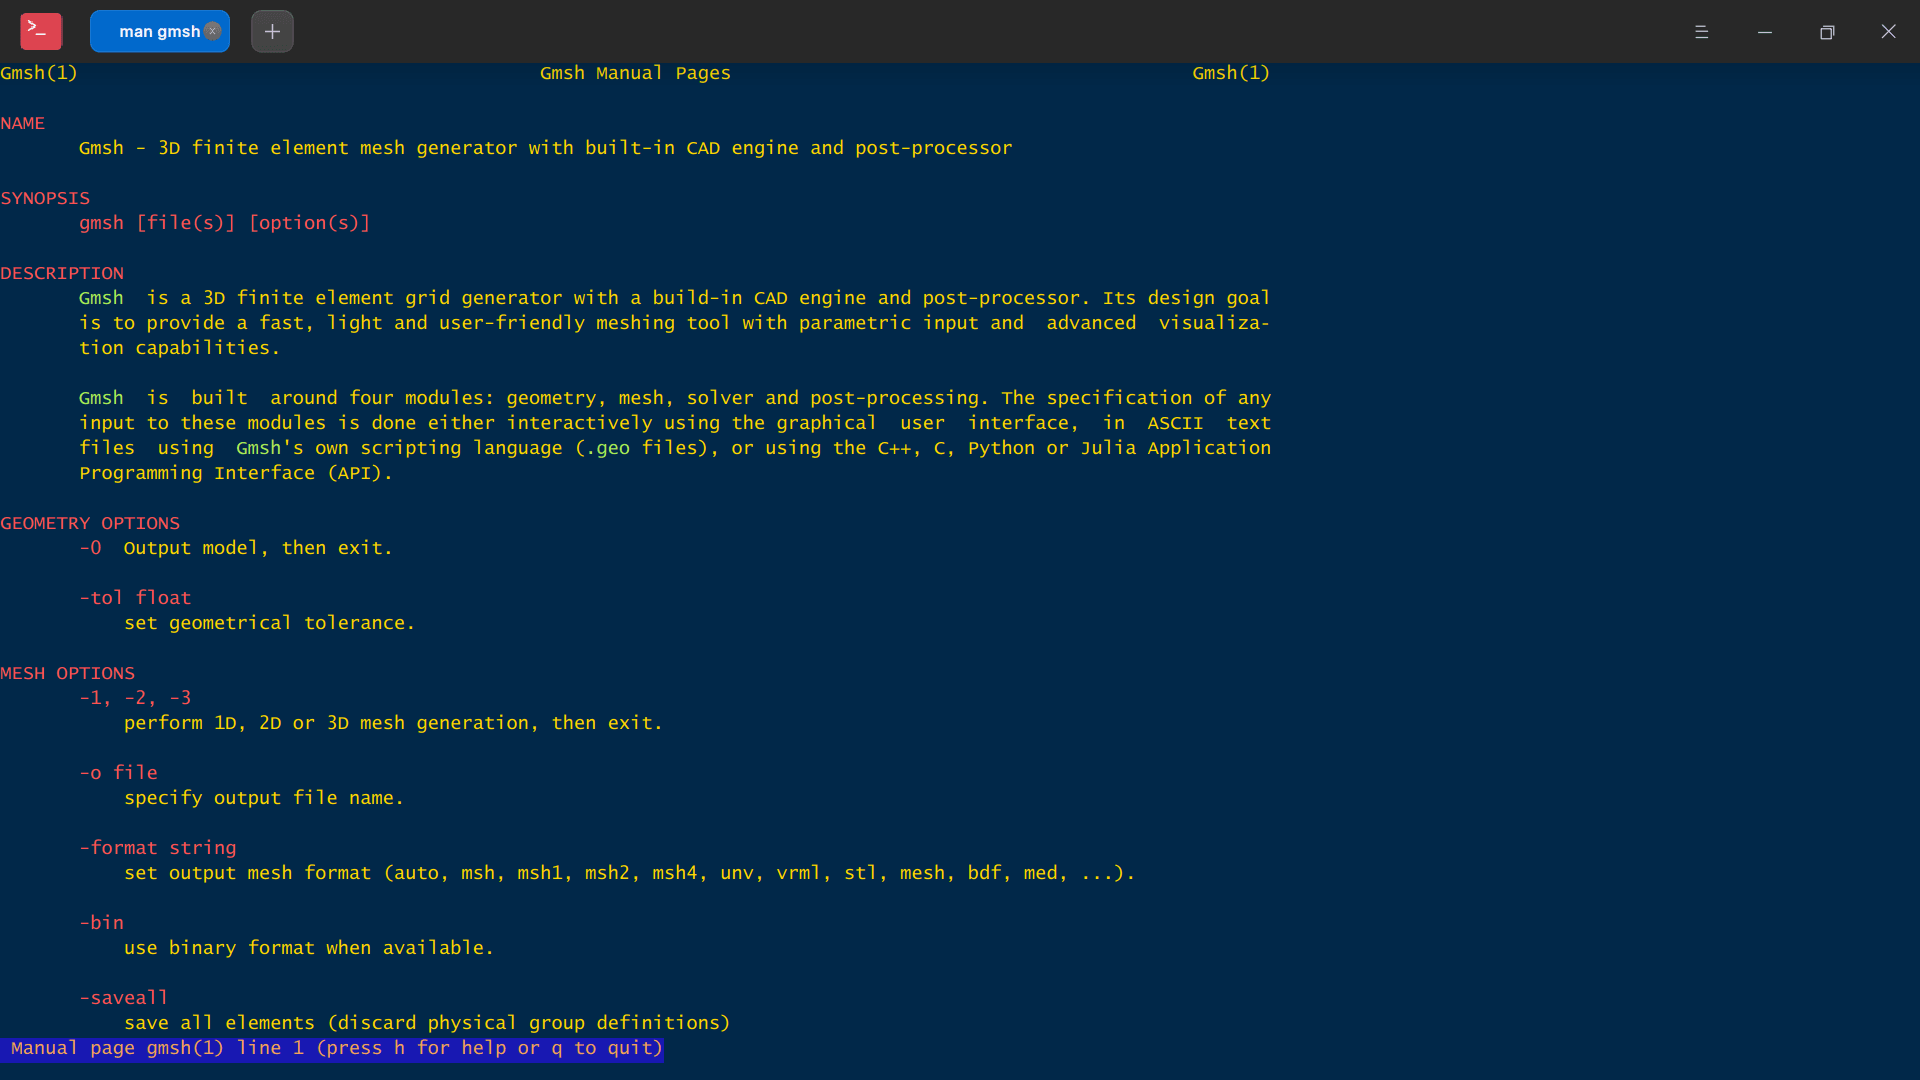 >_ man gmsh x +
Gmsh(1) Gmsh Manual Pages Gmsh(1)
NAME
Gmsh - 3D finite element mesh generator with built-in CAD engine and post-processor
SYNOPSIS
gmsh [file(s)] [option(s)]
DESCRIPTION
Gmsh is a 3D finite element grid generator with a build-in CAD engine and post-processor. Its design goal
is to provide a fast, light and user-friendly meshing tool with parametric input and advanced visualiza-
tion capabilities.
Gmsh is built around four modules: geometry, mesh, solver and post-processing. The specification of any
input to these modules is done either interactively using the graphical user interface, in ASCII text
files using Gmsh's own scripting language (.geo files), or using the C++, C, Python or Julia Application
Programming Interface (API).
GEOMETRY OPTIONS
-0 Output model, then exit.
-tol float
set geometrical tolerance.
MESH OPTIONS
-1, -2, -3
perform 1D, 2D or 3D mesh generation, then exit.
-o file
specify output file name.
-format string
set output mesh format (auto, msh, msh1, msh2, msh4, unv, vrml, stl, mesh, bdf, med, ...).
-bin
use binary format when available.
-saveall
save all elements (discard physical group definitions)
Manual page gmsh(1) line 1 (press h for help or q to quit)